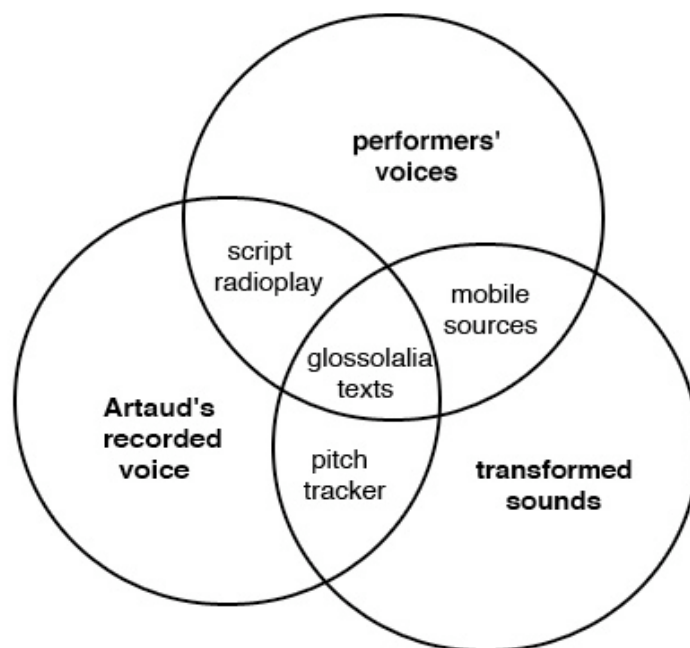 performers'
voices
script
radioplay
mobile
sources
glossolalia
texts
Artaud's
recorded
voice
pitch
tracker
transformed
sounds